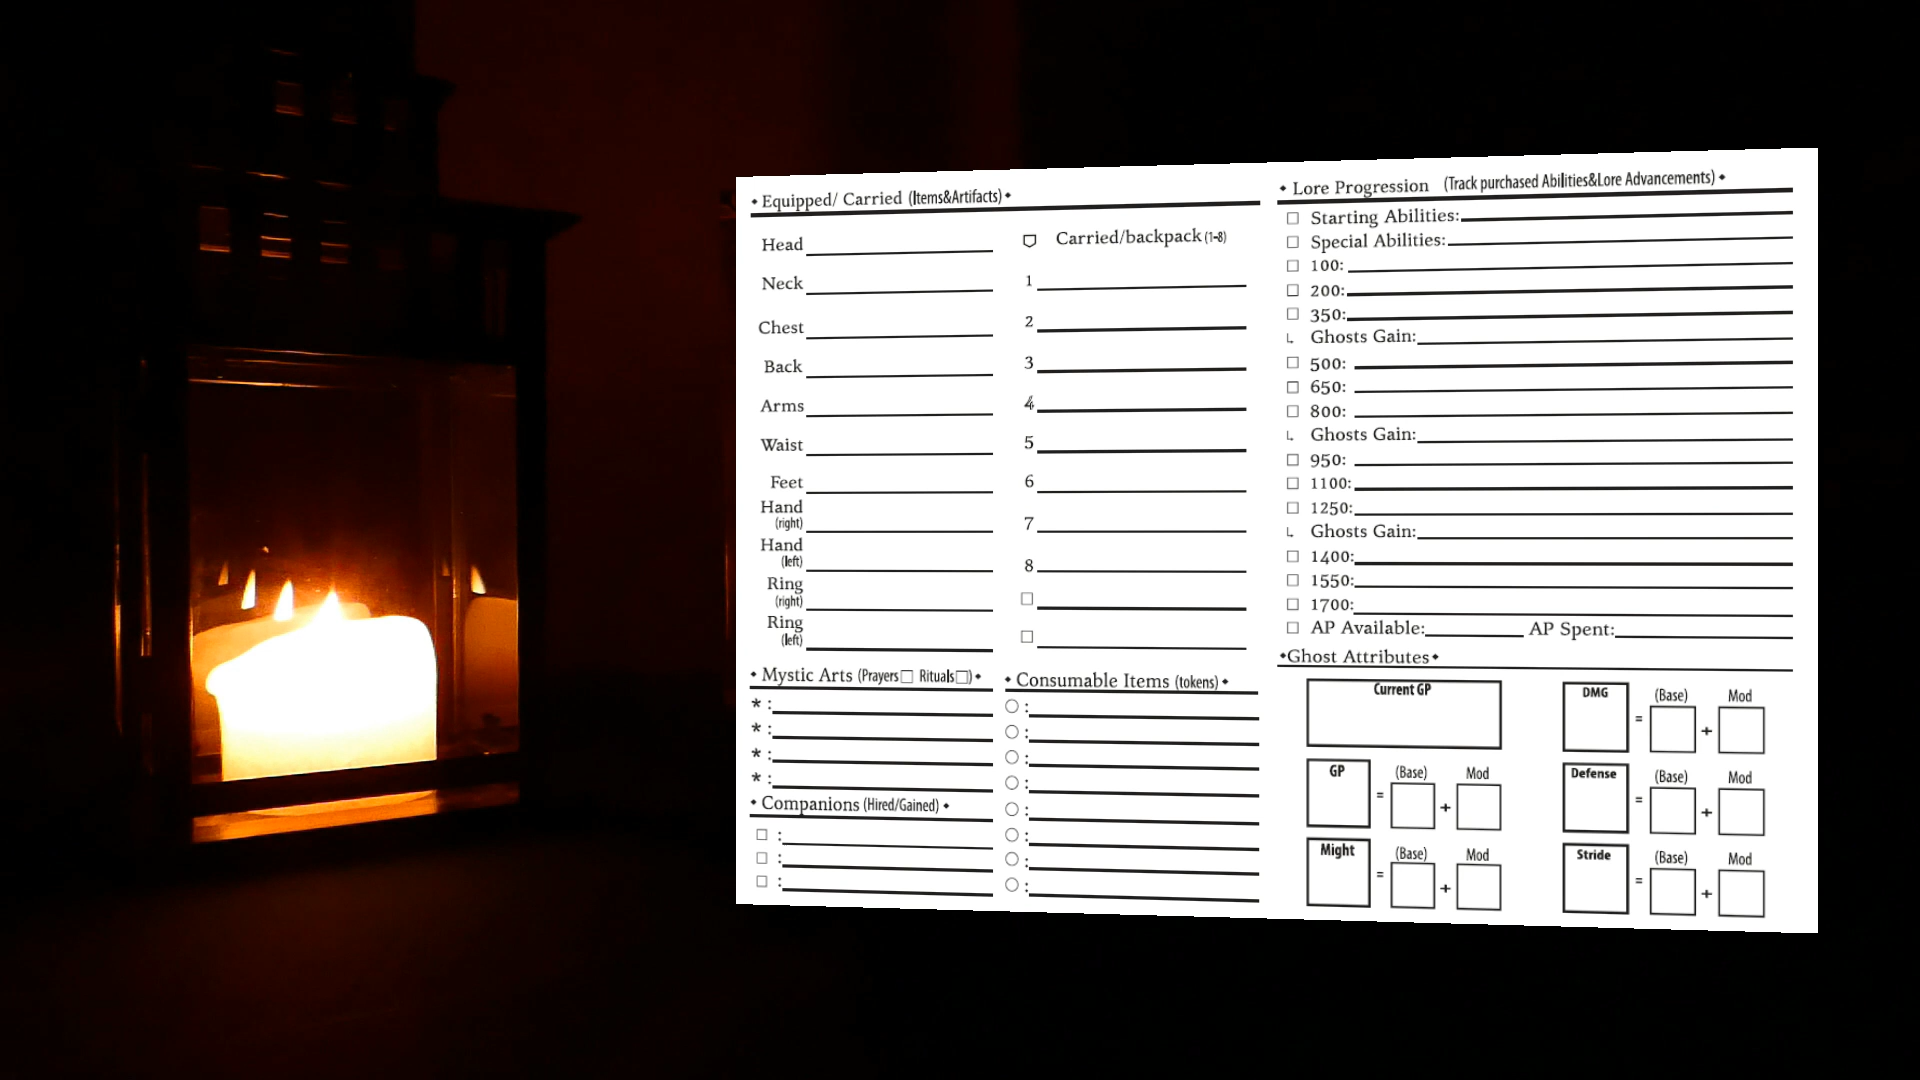 • Equipped/ Carried (Items&Artifacts) •
Head
Neck
Chest
Back
Arms
Waist
Feet
Hand
(right)
Hand
(left)
Ring
(right)
Ring
(left)
Carried/backpack (1-8)
1
2
3
4
5
6
7
8
• Mystic Arts (Prayers□ Rituals□) •
* :
* :
* :
* :
• Companions (Hired/Gained) •
□ :
□ :
□ :
• Consumable Items (tokens) •
○ :
○ :
○ :
○ :
○ :
○ :
○ :
○ :
• Lore Progression (Track purchased Abilities&Lore Advancements) •
□ Starting Abilities:
□ Special Abilities:
□ 100:
□ 200:
□ 350:
Ghosts Gain:
□ 500:
□ 650:
□ 800:
Ghosts Gain:
□ 950:
□ 1100:
□ 1250:
Ghosts Gain:
□ 1400:
□ 1550:
□ 1700:
□ AP Available: AP Spent:
•Ghost Attributes•
Current GP
DMG = (Base) + Mod
GP = (Base) + Mod
Defense = (Base) + Mod
Might = (Base) + Mod
Stride = (Base) + Mod